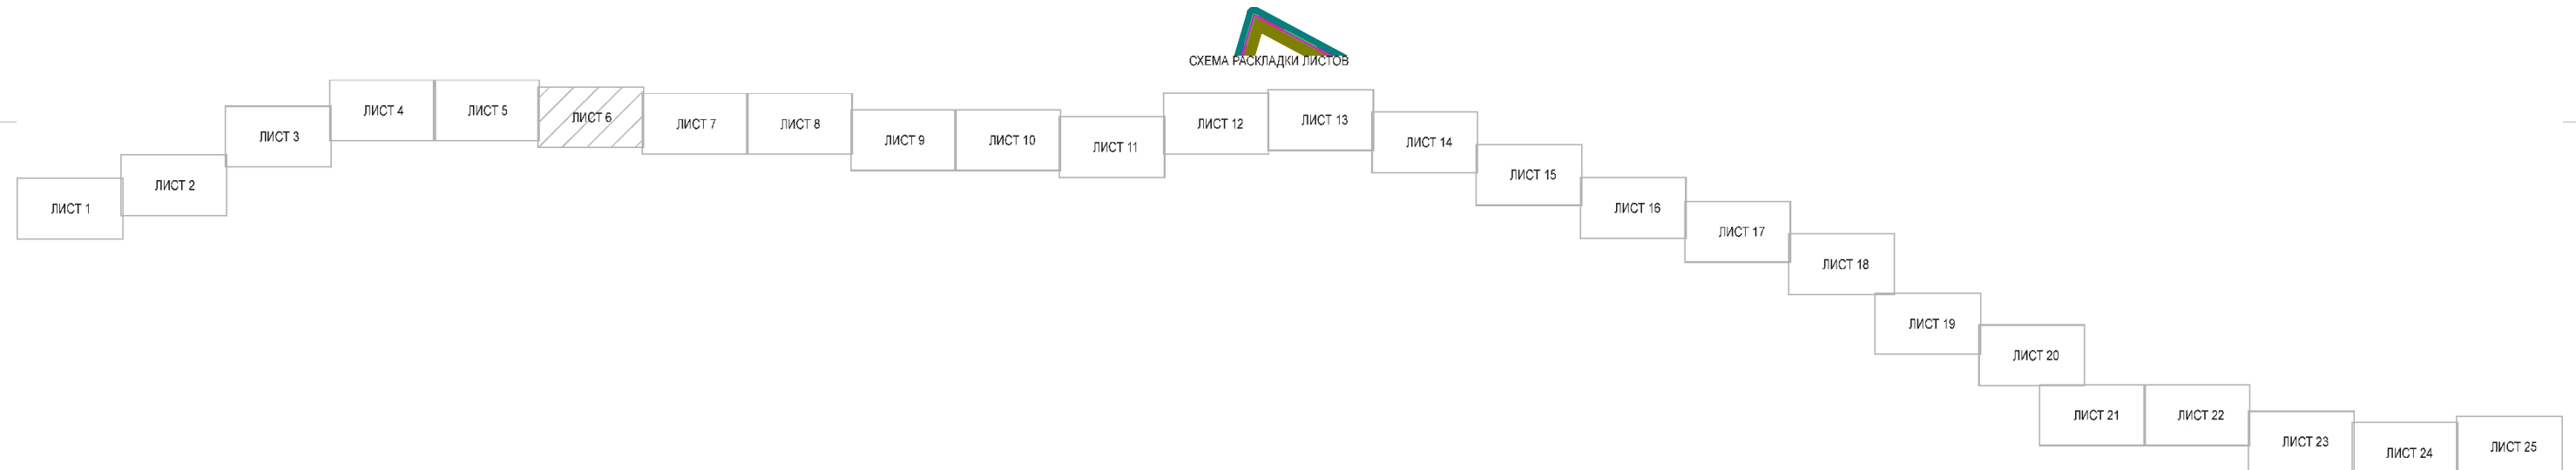 СХЕМА РАСКЛАДКИ ЛИСТОВ
ЛИСТ 1
ЛИСТ 2
ЛИСТ 3
ЛИСТ 4
ЛИСТ 5
ЛИСТ 6
ЛИСТ 7
ЛИСТ 8
ЛИСТ 9
ЛИСТ 10
ЛИСТ 11
ЛИСТ 12
ЛИСТ 13
ЛИСТ 14
ЛИСТ 15
ЛИСТ 16
ЛИСТ 17
ЛИСТ 18
ЛИСТ 19
ЛИСТ 20
ЛИСТ 21
ЛИСТ 22
ЛИСТ 23
ЛИСТ 24
ЛИСТ 25